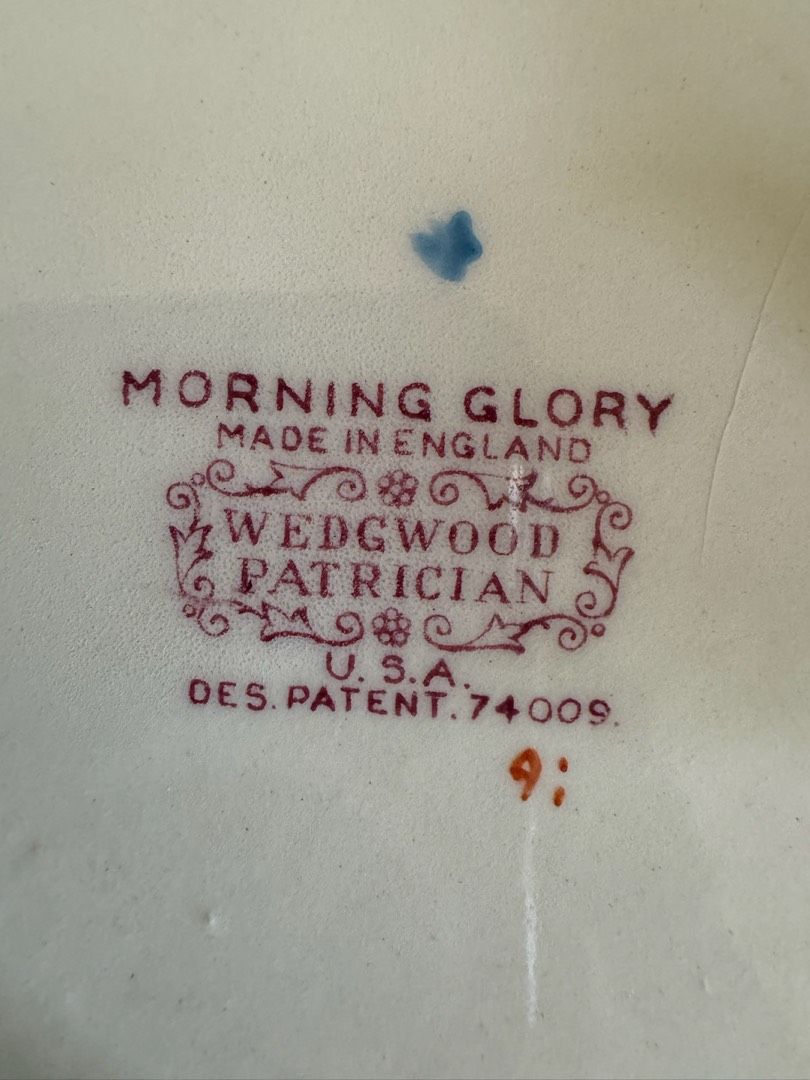 MORNING GLORY
MADE IN ENGLAND
WEDGWOOD
PATRICIAN
U.S.A.
DES. PATENT. 74009.
9: